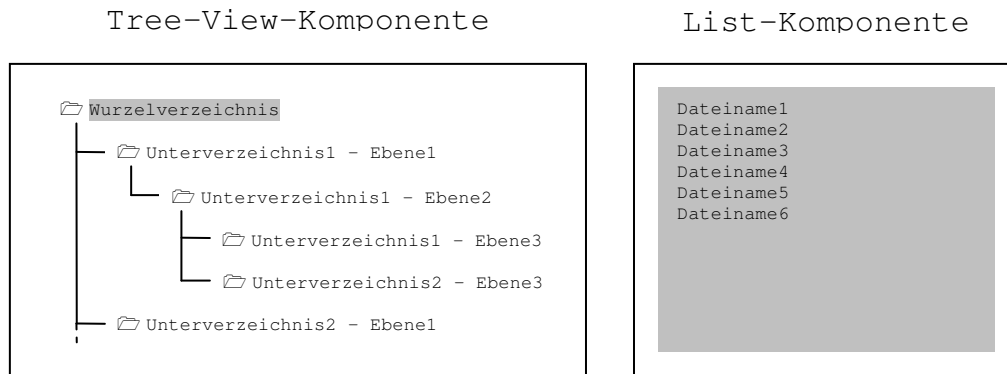 Tree-View-Komponente
List-Komponente
Wurzelverzeichnis
Unterverzeichnis1 - Ebene1
Unterverzeichnis1 - Ebene2
Unterverzeichnis1 - Ebene3
Unterverzeichnis2 - Ebene3
Unterverzeichnis2 - Ebene1
Dateiname1
Dateiname2
Dateiname3
Dateiname4
Dateiname5
Dateiname6